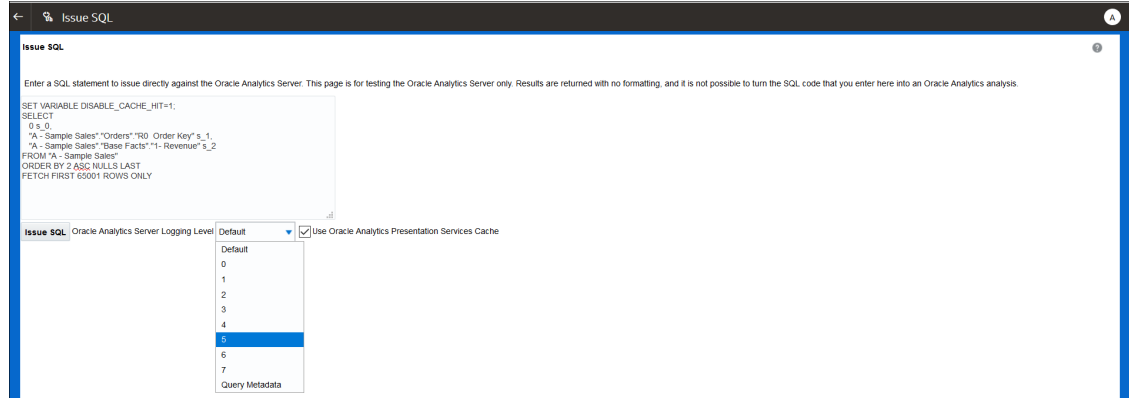 Issue SQL
A
Issue SQL
Enter a SQL statement to issue directly against the Oracle Analytics Server. This page is for testing the Oracle Analytics Server only. Results are returned with no formatting, and it is not possible to turn the SQL code that you enter here into an Oracle Analytics analysis.
SET VARIABLE DISABLE_CACHE_HIT=1;
SELECT
0 s_0,
"A - Sample Sales"."Orders"."R0  Order Key" s_1,
"A - Sample Sales"."Base Facts"."1- Revenue" s_2
FROM "A - Sample Sales"
ORDER BY 2 ASC NULLS LAST
FETCH FIRST 65001 ROWS ONLY
Issue SQL Oracle Analytics Server Logging Level Default Use Oracle Analytics Presentation Services Cache
Default
0
1
2
3
4
5
6
7
Query Metadata